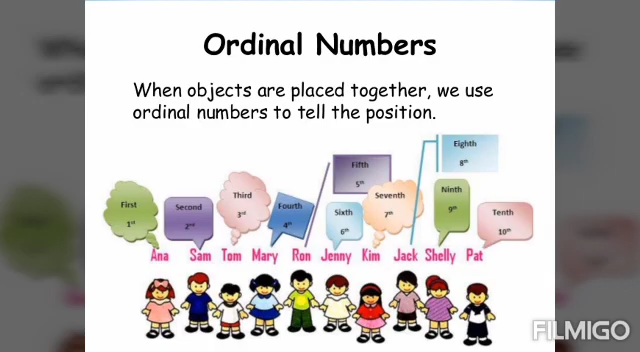 Ordinal Numbers
When objects are placed together, we use
ordinal numbers to tell the position.
Eighth
8th
Fifth
5th
Third
3rd
Seventh
7th
Ninth
9th
First
1st
Second
2nd
Fourth
4th
Sixth
6th
Tenth
10th
Ana Sam Tom Mary Ron Jenny Kim Jack Shelly Pat
FILMIGO